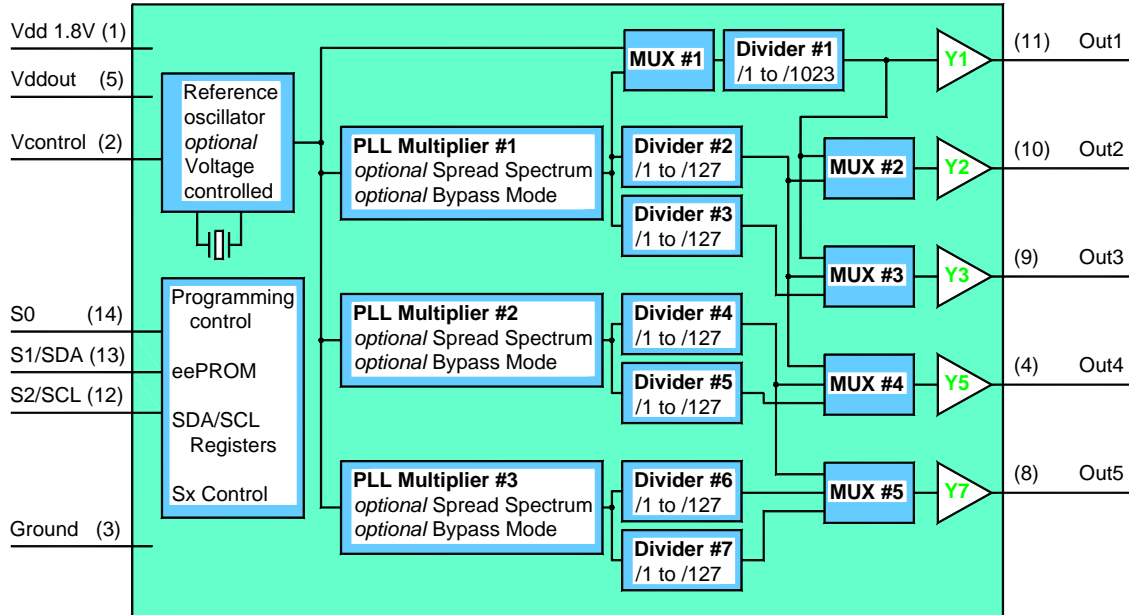 Vdd 1.8V (1)
Vddout (5)
Vcontrol (2)
S0 (14)
S1/SDA (13)
S2/SCL (12)
Ground (3)
Reference
oscillator
optional
Voltage
controlled
Programming
control
eePROM
SDA/SCL
Registers
Sx Control
PLL Multiplier #1
optional Spread Spectrum
optional Bypass Mode
PLL Multiplier #2
optional Spread Spectrum
optional Bypass Mode
PLL Multiplier #3
optional Spread Spectrum
optional Bypass Mode
MUX #1
Divider #1
/1 to /1023
Divider #2
/1 to /127
Divider #3
/1 to /127
Divider #4
/1 to /127
Divider #5
/1 to /127
Divider #6
/1 to /127
Divider #7
/1 to /127
MUX #2
MUX #3
MUX #4
MUX #5
Y1
Y2
Y3
Y5
Y7
(11) Out1
(10) Out2
(9) Out3
(4) Out4
(8) Out5